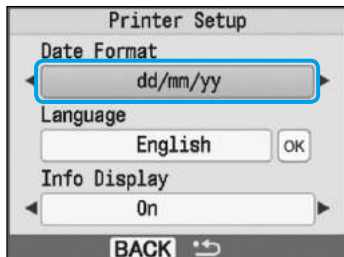 Printer Setup
Date Format
dd/mm/yy
Language
English OK
Info Display
On
BACK